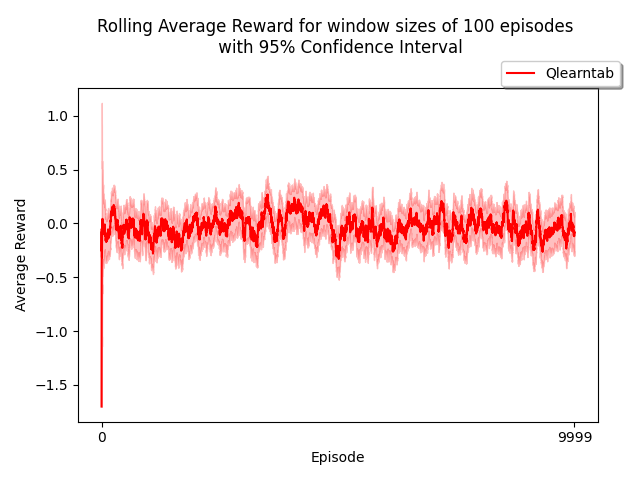 Rolling Average Reward for window sizes of 100 episodes
with 95% Confidence Interval
Qlearntab
1.0
0.5
0.0
−0.5
−1.0
−1.5
Average Reward
0
9999
Episode